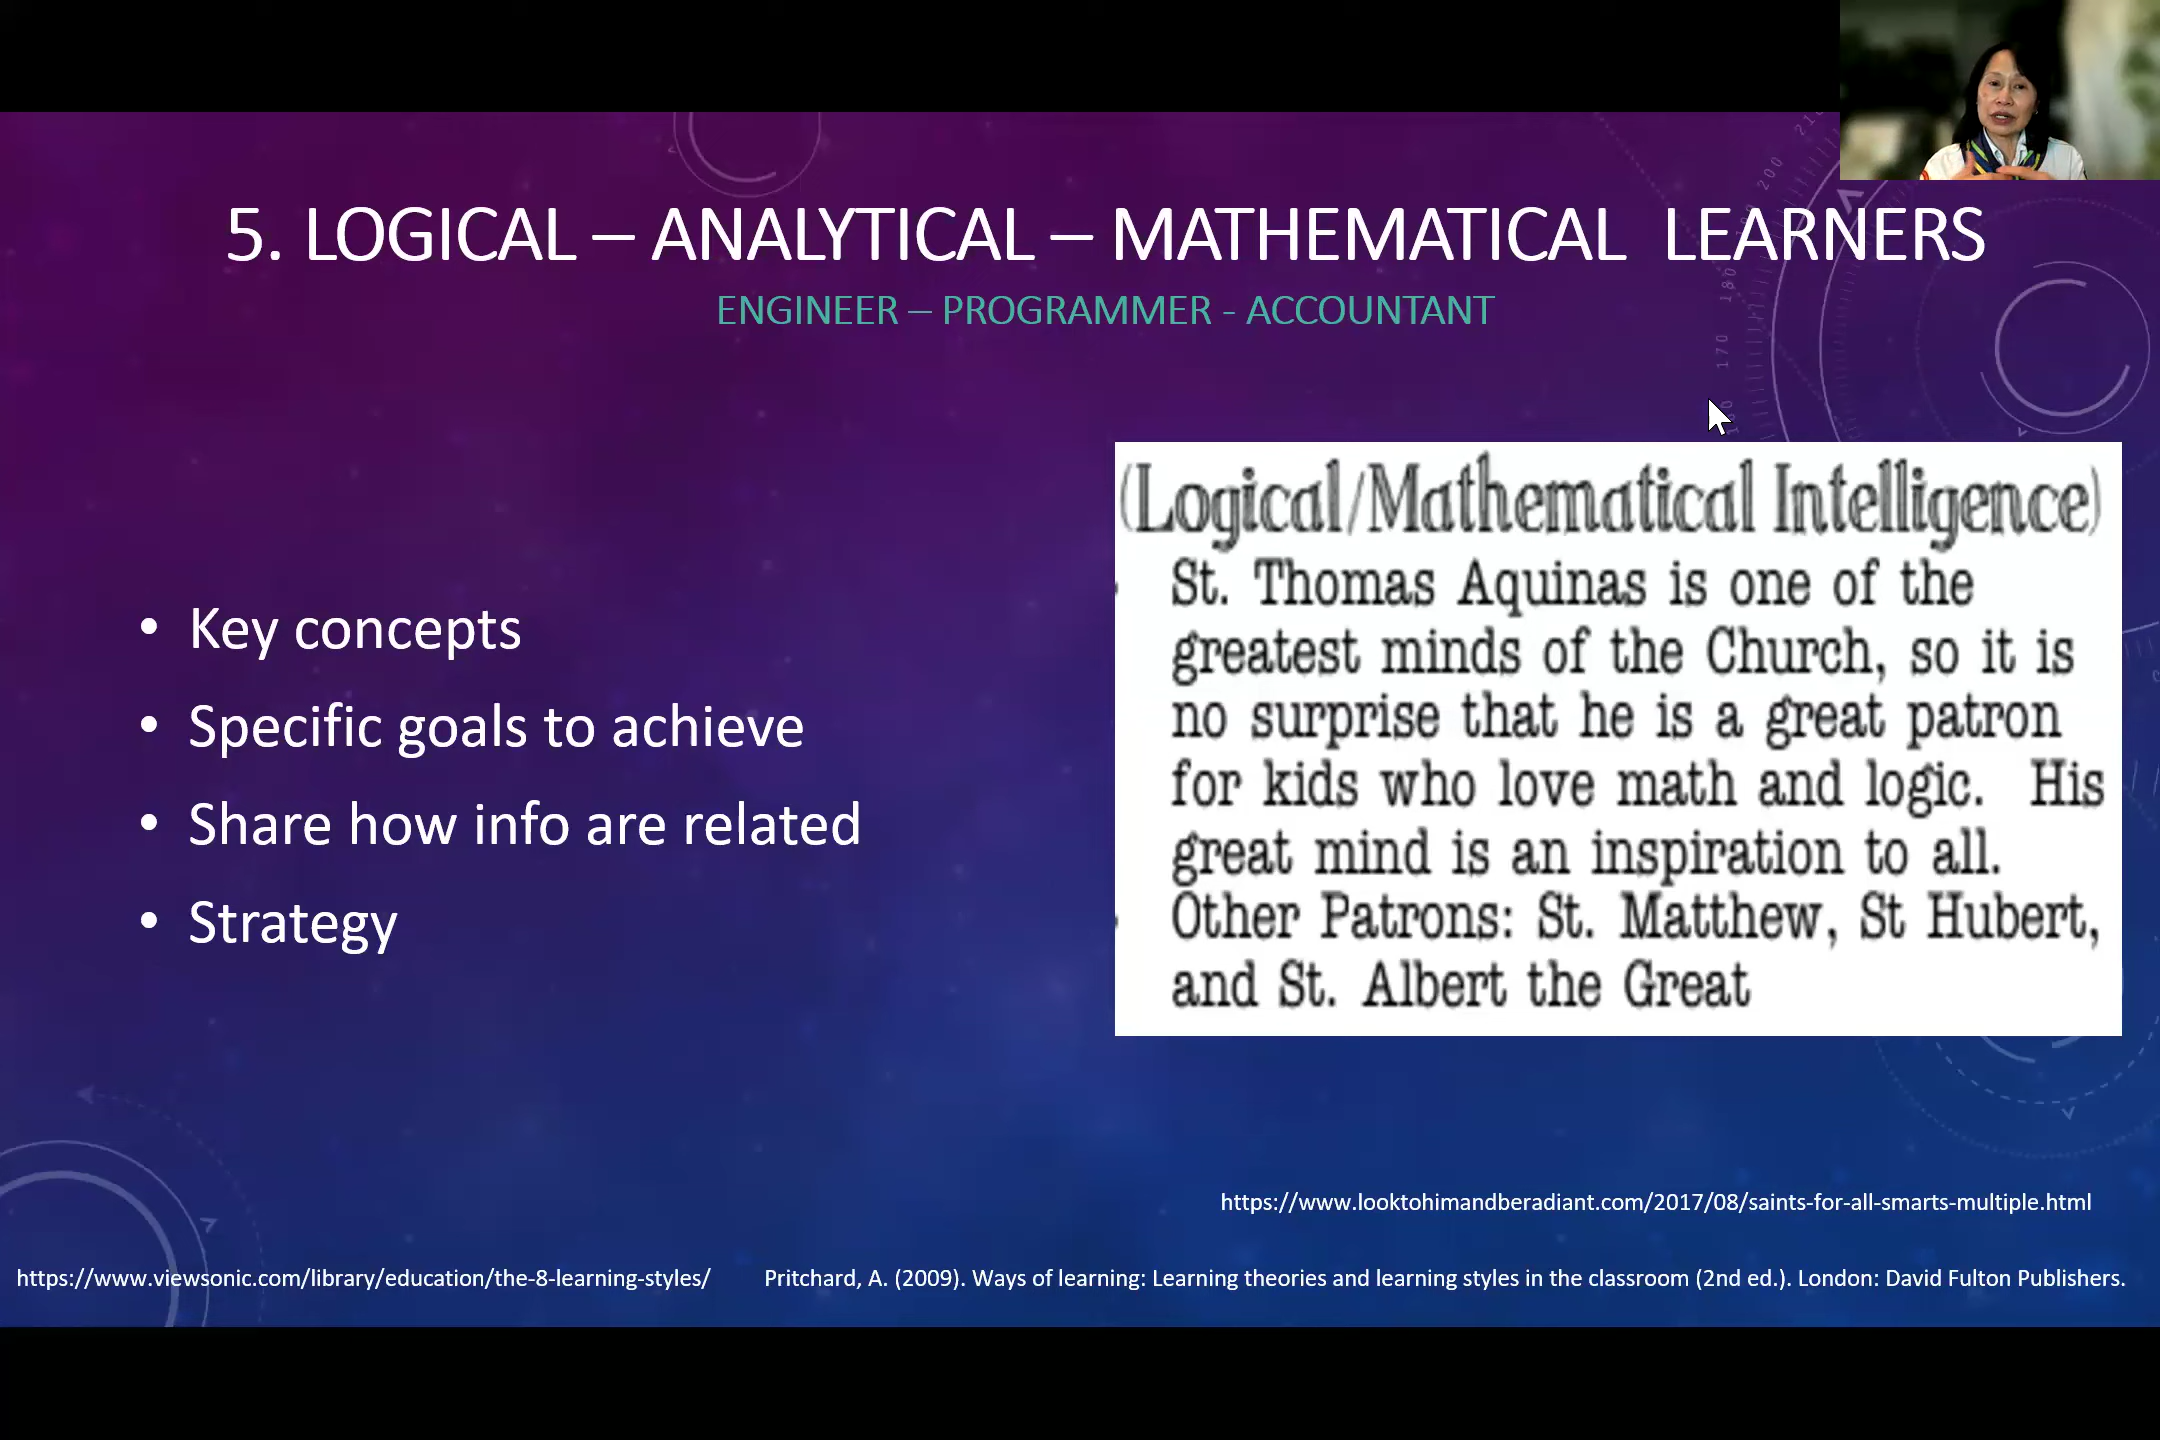 5. LOGICAL – ANALYTICAL – MATHEMATICAL LEARNERS
ENGINEER – PROGRAMMER - ACCOUNTANT
• Key concepts
• Specific goals to achieve
• Share how info are related
• Strategy
(Logical/Mathematical Intelligence)
St. Thomas Aquinas is one of the
greatest minds of the Church, so it is
no surprise that he is a great patron
for kids who love math and logic. His
great mind is an inspiration to all.
Other Patrons: St. Matthew, St Hubert,
and St. Albert the Great
https://www.looktohimandberadiant.com/2017/08/saints-for-all-smarts-multiple.html
https://www.viewsonic.com/library/education/the-8-learning-styles/
Pritchard, A. (2009). Ways of learning: Learning theories and learning styles in the classroom (2nd ed.). London: David Fulton Publishers.
200
180
170